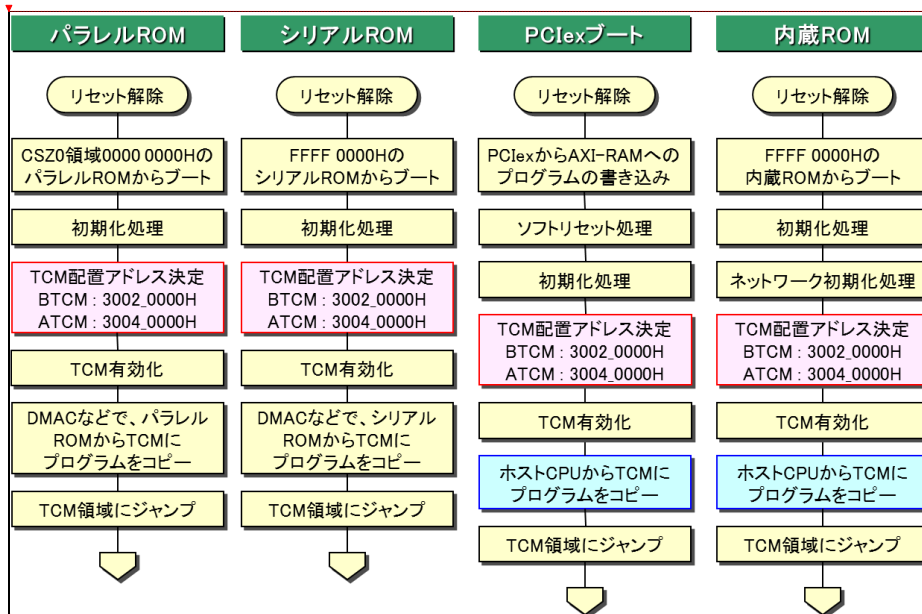 パラレルROM
リセット解除
CSZ0領域0000 0000Hの
パラレルROMからブート
初期化処理
TCM配置アドレス決定
BTCM : 3002_0000H
ATCM : 3004_0000H
TCM有効化
DMACなどで、パラレル
ROMからTCMに
プログラムをコピー
TCM領域にジャンプ
シリアルROM
リセット解除
FFFF 0000Hの
シリアルROMからブート
初期化処理
TCM配置アドレス決定
BTCM : 3002_0000H
ATCM : 3004_0000H
TCM有効化
DMACなどで、シリアル
ROMからTCMに
プログラムをコピー
TCM領域にジャンプ
PCIexブート
リセット解除
PCIexからAXI-RAMへの
プログラムの書き込み
ソフトリセット処理
初期化処理
TCM配置アドレス決定
BTCM : 3002_0000H
ATCM : 3004_0000H
TCM有効化
ホストCPUからTCMに
プログラムをコピー
TCM領域にジャンプ
内蔵ROM
リセット解除
FFFF 0000Hの
内蔵ROMからブート
初期化処理
ネットワーク初期化処理
TCM配置アドレス決定
BTCM : 3002_0000H
ATCM : 3004_0000H
TCM有効化
ホストCPUからTCMに
プログラムをコピー
TCM領域にジャンプ